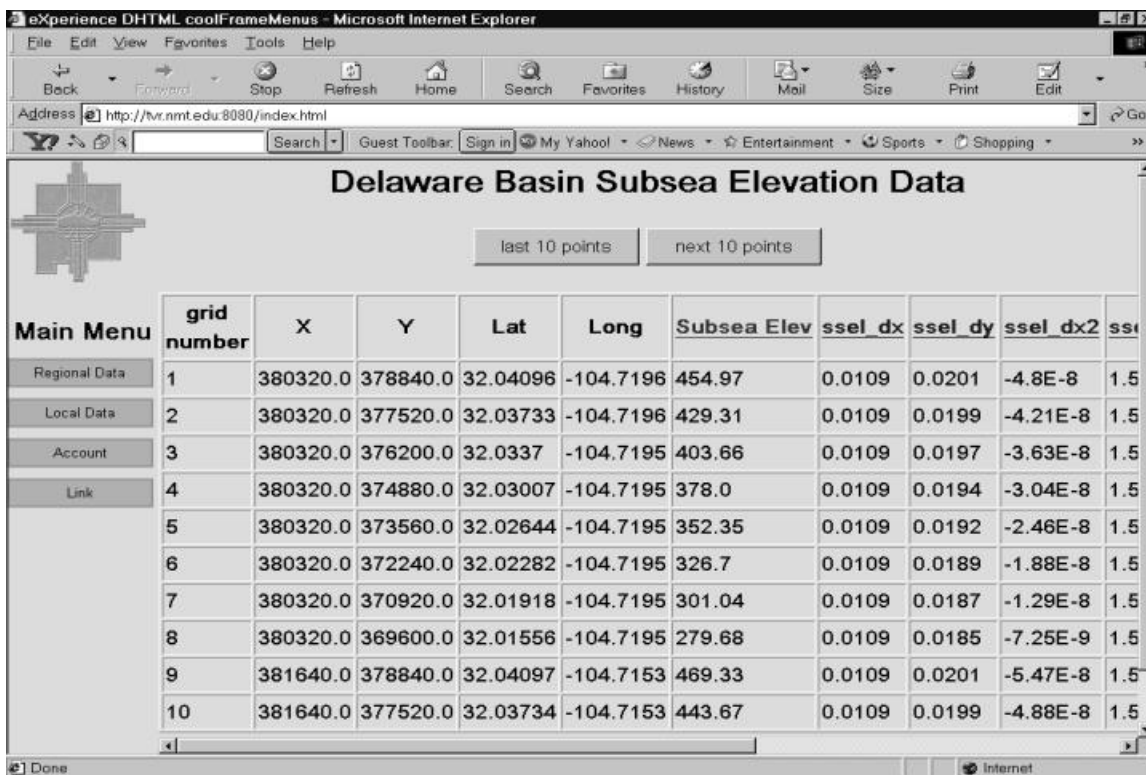 eXperience DHTML coolFrameMenus - Microsoft Internet Explorer
File Edit View Favorites Tools Help
Back Forward Stop Refresh Home Search Favorites History Mail Size Print Edit
Address http://tvr.nmt.edu:8080/index.html Go
Y! Search Guest Toolbar: Sign in My Yahoo! News Entertainment Sports Shopping »
Delaware Basin Subsea Elevation Data
last 10 points next 10 points
Main Menu
Regional Data
Local Data
Account
Link
grid number X Y Lat Long Subsea Elev ssel_dx ssel_dy ssel_dx2
1 380320.0 378840.0 32.04096 -104.7196 454.97 0.0109 0.0201 -4.8E-8 1.5
2 380320.0 377520.0 32.03733 -104.7196 429.31 0.0109 0.0199 -4.21E-8 1.5
3 380320.0 376200.0 32.0337 -104.7195 403.66 0.0109 0.0197 -3.63E-8 1.5
4 380320.0 374880.0 32.03007 -104.7195 378.0 0.0109 0.0194 -3.04E-8 1.5
5 380320.0 373560.0 32.02644 -104.7195 352.35 0.0109 0.0192 -2.46E-8 1.5
6 380320.0 372240.0 32.02282 -104.7195 326.7 0.0109 0.0189 -1.88E-8 1.5
7 380320.0 370920.0 32.01918 -104.7195 301.04 0.0109 0.0187 -1.29E-8 1.5
8 380320.0 369600.0 32.01556 -104.7195 279.68 0.0109 0.0185 -7.25E-9 1.5
9 381640.0 378840.0 32.04097 -104.7153 469.33 0.0109 0.0201 -5.47E-8 1.5
10 381640.0 377520.0 32.03734 -104.7153 443.67 0.0109 0.0199 -4.88E-8 1.5
Done Internet